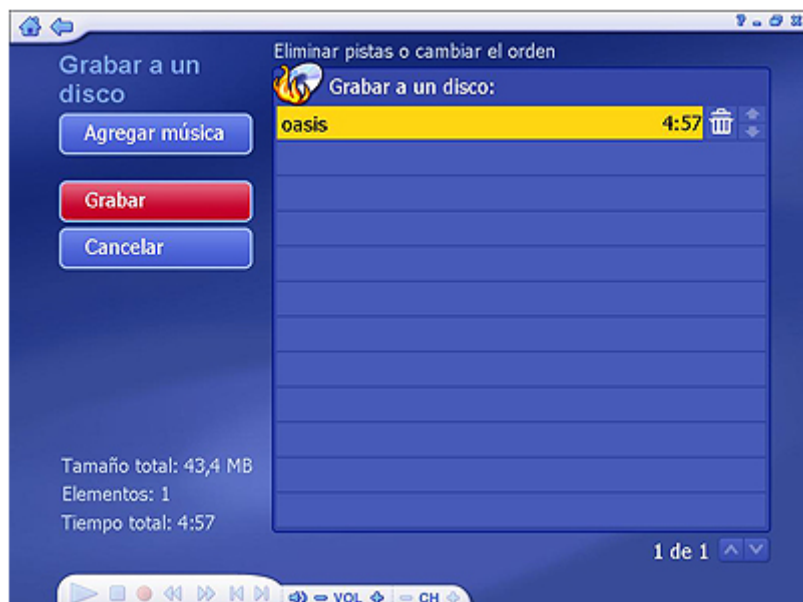 Grabar a un
disco
Agregar música
Grabar
Cancelar
Tamaño total: 43,4 MB
Elementos: 1
Tiempo total: 4:57
Eliminar pistas o cambiar el orden
Grabar a un disco:
oasis 4:57
1 de 1
VOL CH